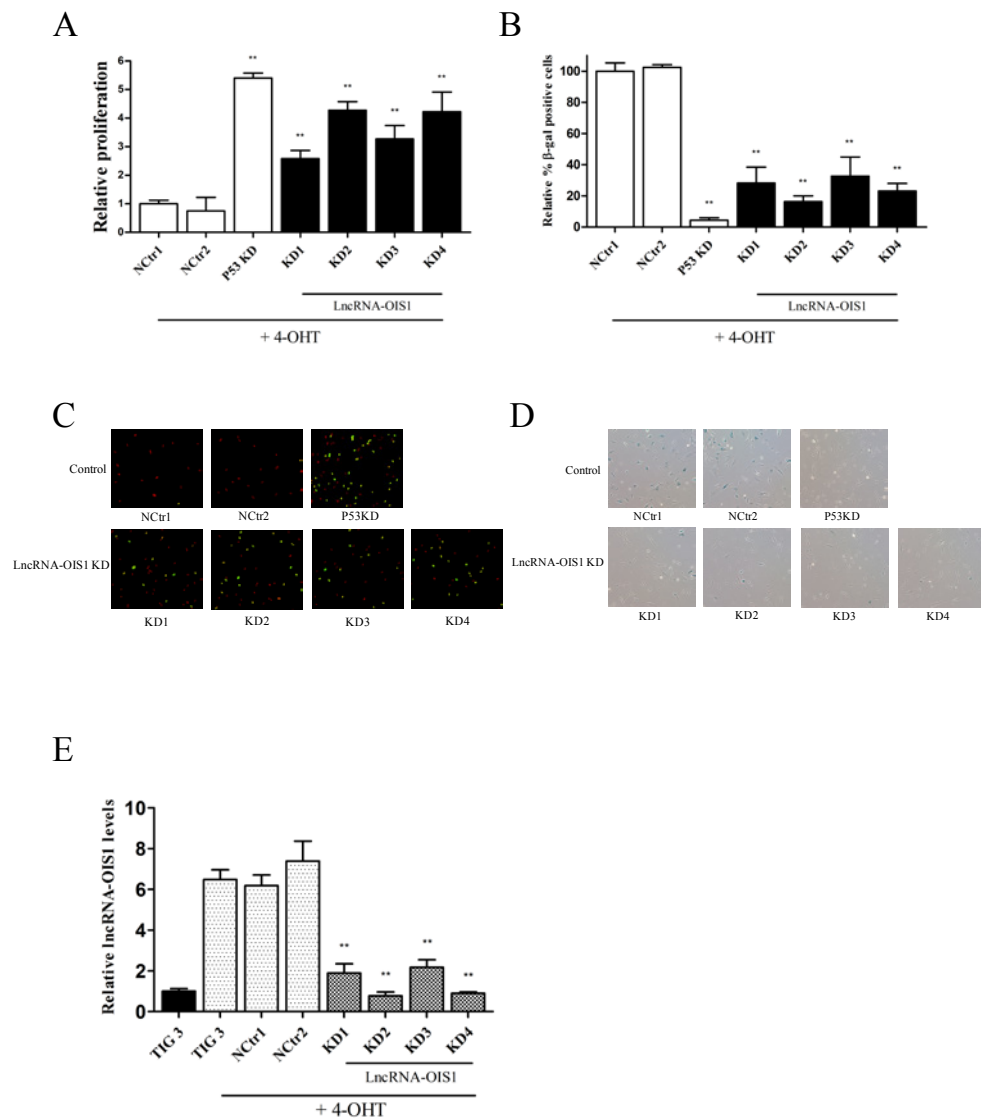 A
Relative proliferation
6
5
4
3
2
1
0
** ** ** ** **
NCtr1 NCtr2 P53 KD KD1 KD2 KD3 KD4
LncRNA-OIS1
+ 4-OHT
B
Relative % β-gal positive cells
100
80
60
40
20
0
** ** ** ** **
NCtr1 NCtr2 P53 KD KD1 KD2 KD3 KD4
LncRNA-OIS1
+ 4-OHT
C
Control
NCtr1 NCtr2 P53KD
LncRNA-OIS1 KD
KD1 KD2 KD3 KD4
D
Control
NCtr1 NCtr2 P53KD
LncRNA-OIS1 KD
KD1 KD2 KD3 KD4
E
Relative lncRNA-OIS1 levels
10
8
6
4
2
0
** ** ** **
TIG 3 TIG 3 NCtr1 NCtr2 KD1 KD2 KD3 KD4
LncRNA-OIS1
+ 4-OHT